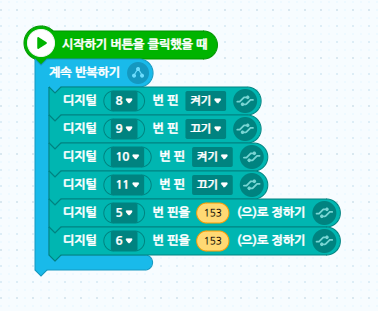 시작하기 버튼을 클릭했을 때
계속 반복하기
디지털 8 번 핀 켜기
디지털 9 번 핀 끄기
디지털 10 번 핀 켜기
디지털 11 번 핀 끄기
디지털 5 번 핀을 153 (으)로 정하기
디지털 6 번 핀을 153 (으)로 정하기